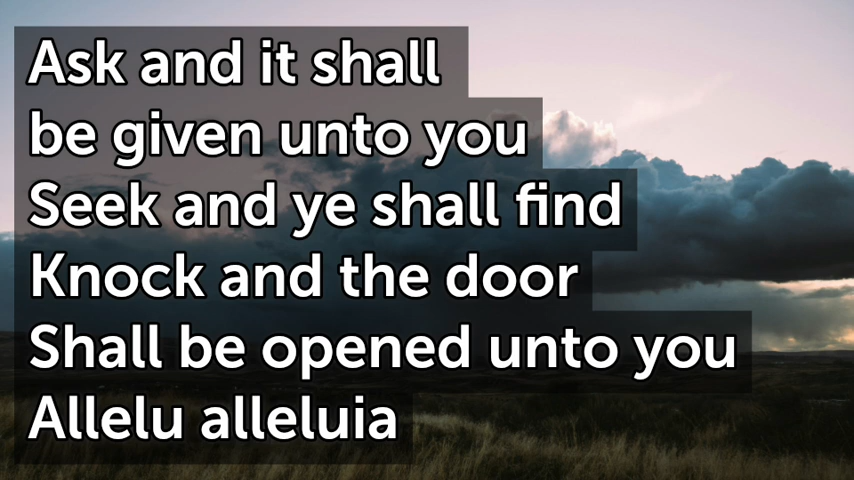 Ask and it shall
be given unto you
Seek and ye shall find
Knock and the door
Shall be opened unto you
Allelu alleluia